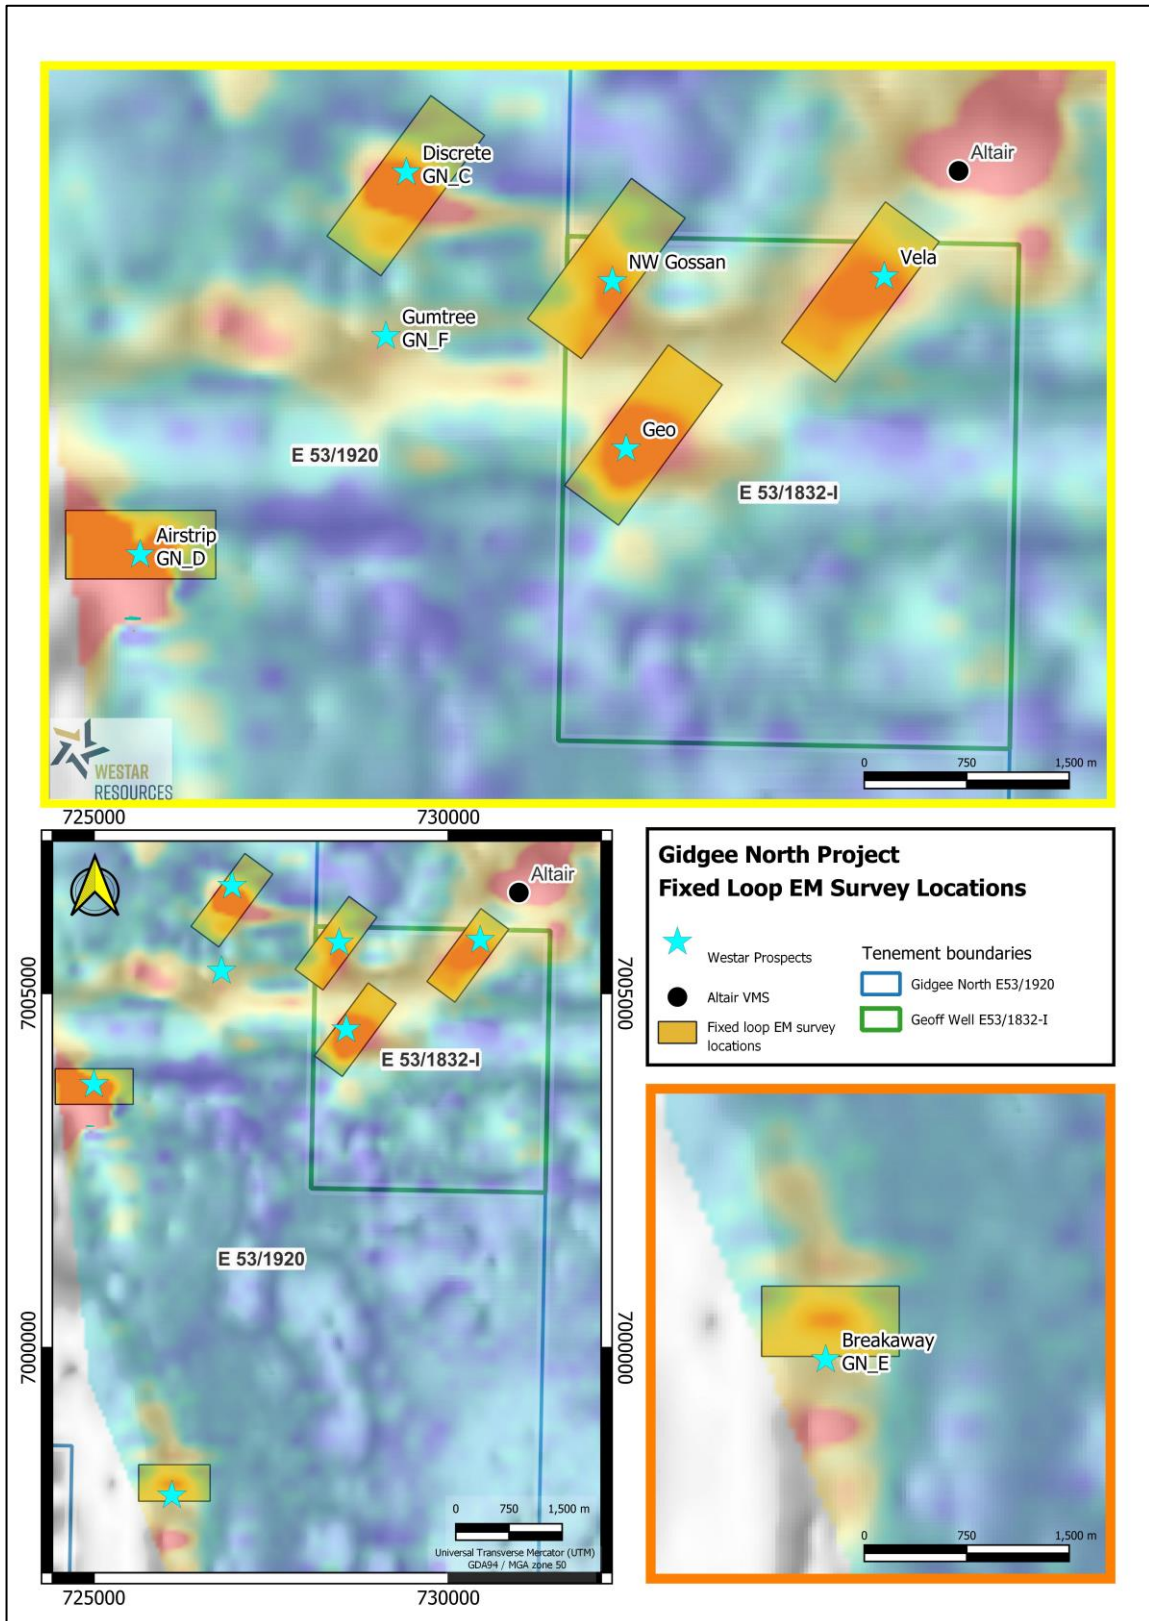 Discrete
GN_C
Altair
NW Gossan
Vela
Gumtree
GN_F
Geo
E 53/1920
E 53/1832-I
Airstrip
GN_D
WESTAR
RESOURCES
0 750 1,500 m
725000 730000
Altair
7005000
7005000
E 53/1832-I
E 53/1920
7000000
7000000
0 750 1,500 m
Universal Transverse Mercator (UTM)
GDA94 / MGA zone 50
725000 730000
Gidgee North Project
Fixed Loop EM Survey Locations
Westar Prospects
Altair VMS
Fixed loop EM survey
locations
Tenement boundaries
Gidgee North E53/1920
Geoff Well E53/1832-I
Breakaway
GN_E
0 750 1,500 m